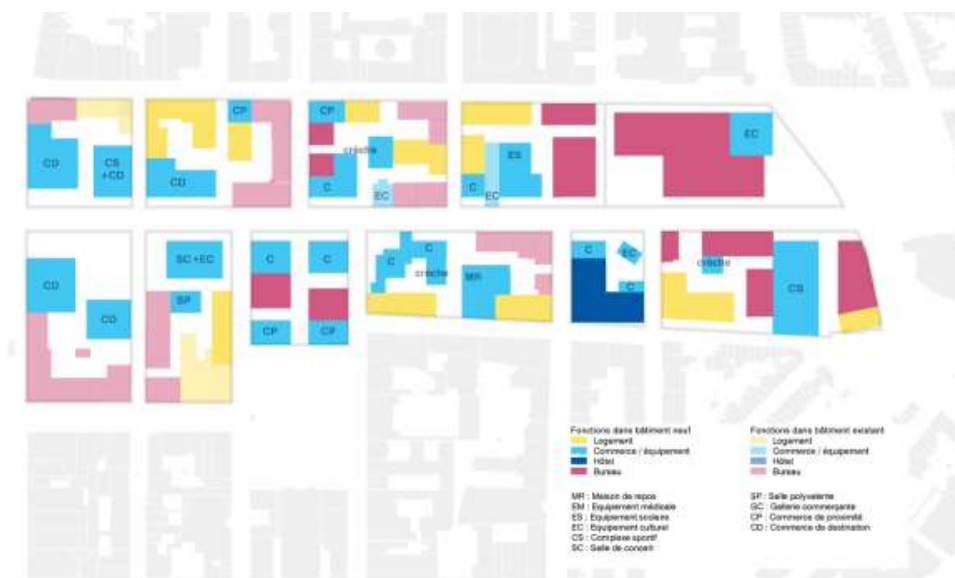 CP
CP
EC
CD
CS
+CD
crèche
ES
CD
C
EC
C
EC
SC+EC
C
C
C
C
C
EC
CD
crèche
MR
crèche
SP
C
CS
CD
CP
CP
Fonctions dans bâtiment neuf
Logement
Commerce / équipement
Hôtel
Bureau
MR : Maison de repos
EM : Equipement médicale
ES : Equipement scolaire
EC : Equipement culturel
CS : Complexe sportif
SC : Salle de concert
Fonctions dans bâtiment existant
Logement
Commerce / équipement
Hôtel
Bureau
SP : Salle polyvalente
GC : Gallerie commerçante
CP : Commerce de proximité
CD : Commerce de destination